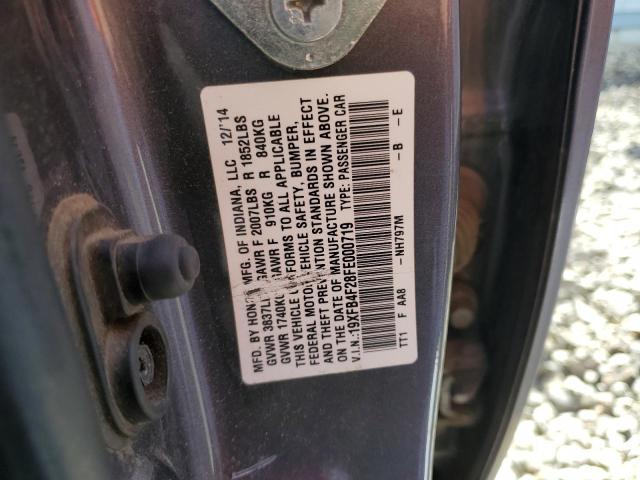 MFD. BY HONDA MFG. OF INDIANA, LLC 12/'14
GVWR 3837LBS GAWR F 2007LBS R 1852LBS
GVWR 1740KG GAWR F 910KG R 840KG
THIS VEHICLE CONFORMS TO ALL APPLICABLE
FEDERAL MOTOR VEHICLE SAFETY, BUMPER,
AND THEFT PREVENTION STANDARDS IN EFFECT
ON THE DATE OF MANUFACTURE SHOWN ABOVE.
V.I.N.:19XFB4F28FE000719 TYPE: PASSENGER CAR
TT1 F AA8 -NH797M -B -E